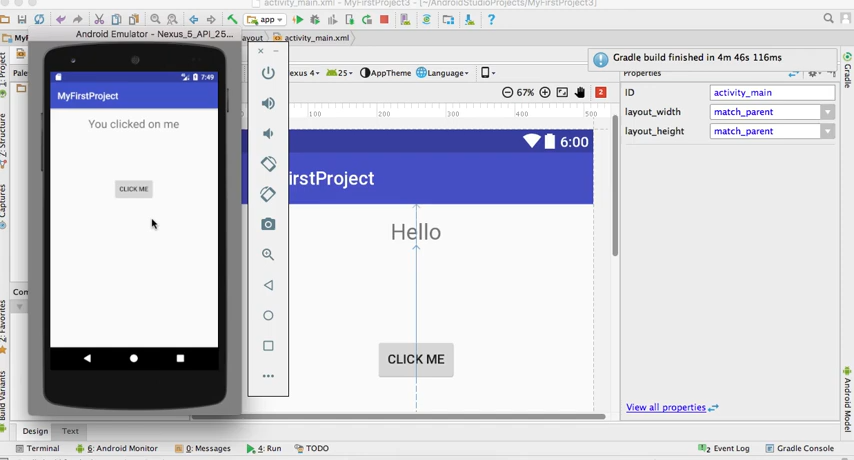 activity_main.xml - MyFirstProject3 - [~/AndroidStudioProjects/MyFirstProject3]
app
activity_main.xml
Android Emulator - Nexus_5_API_25...
Gradle build finished in 4m 46s 116ms
7:49
MyFirstProject
You clicked on me
CLICK ME
1: Project
Z: Structure
Captures
2: Favorites
Build Variants
exus 4
25
AppTheme
Language
67%
2
100
200
300
400
500
6:00
irstProject
Hello
CLICK ME
Properties
ID
activity_main
layout_width
match_parent
layout_height
match_parent
View all properties
Gradle
Android Model
Design
Text
Terminal
6: Android Monitor
0: Messages
4: Run
TODO
2 Event Log
Gradle Console